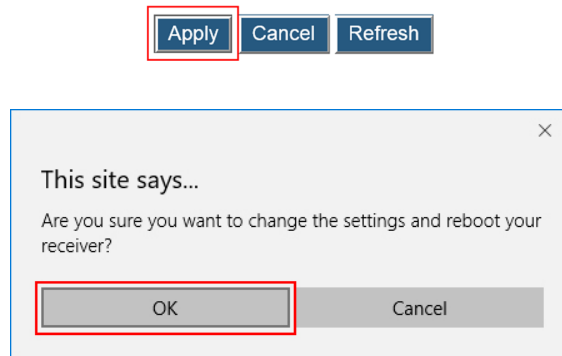 Apply Cancel Refresh
This site says...
Are you sure you want to change the settings and reboot your
receiver?
OK Cancel